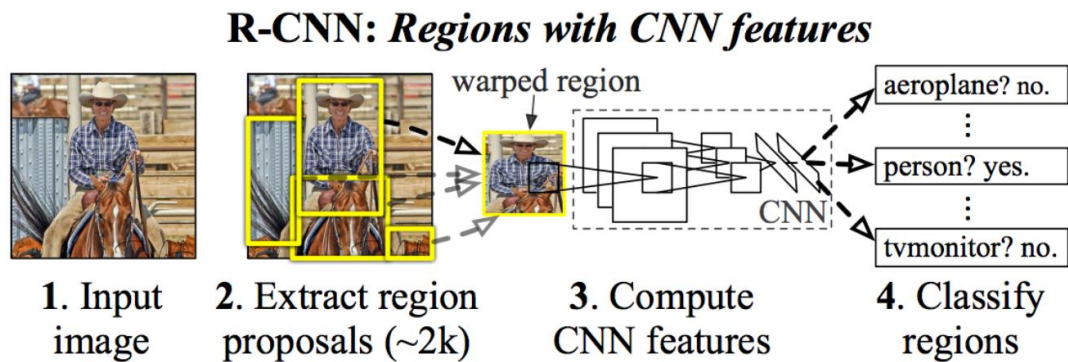 R-CNN: Regions with CNN features
warped region
aeroplane? no.
⋮
person? yes.
⋮
tvmonitor? no.
CNN
1. Input
image
2. Extract region
proposals (~2k)
3. Compute
CNN features
4. Classify
regions